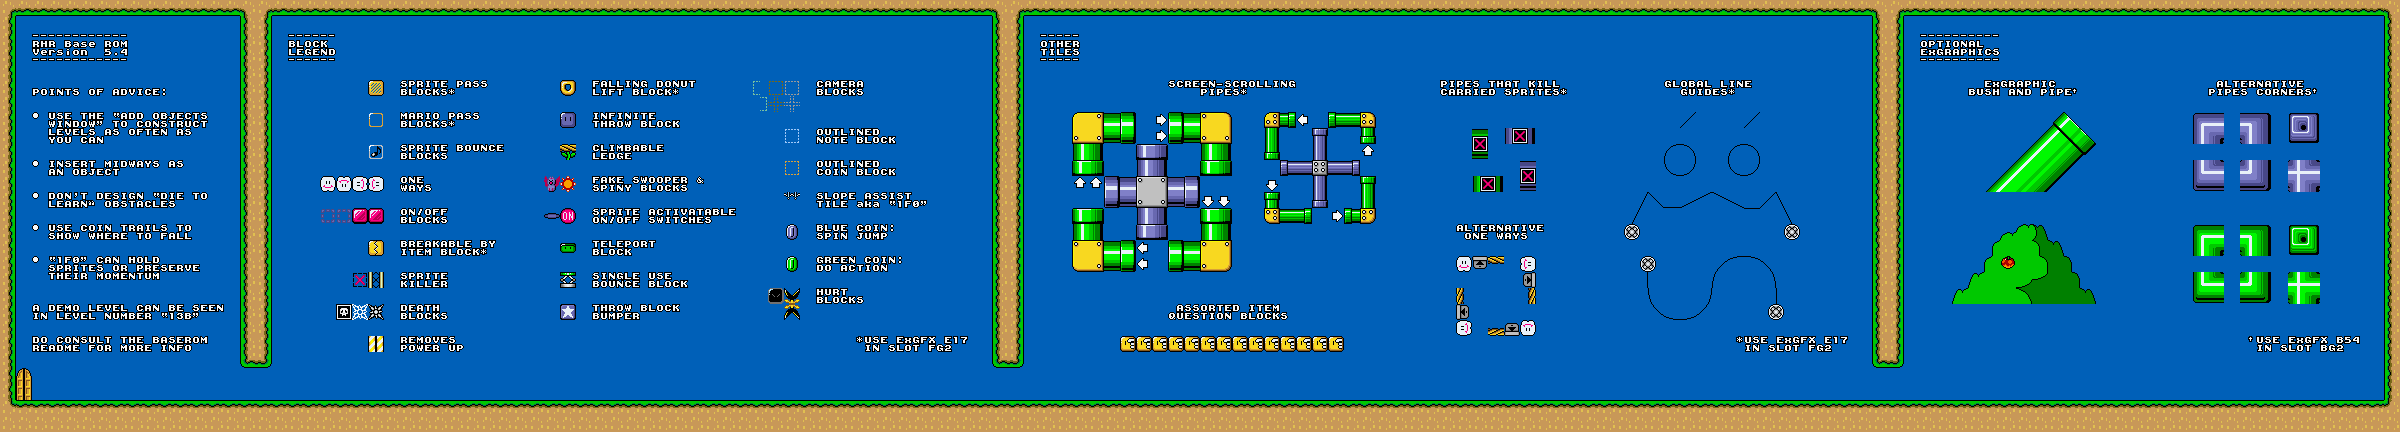 RHR Base ROM
Version 5.4
POINTS OF ADVICE:
USE THE "ADD OBJECTS
WINDOW" TO CONSTRUCT
LEVELS AS OFTEN AS
YOU CAN
INSERT MIDWAYS AS
AN OBJECT
DON'T DESIGN "DIE TO
LEARN" OBSTACLES
USE COIN TRAILS TO
SHOW WHERE TO FALL
"1F0" CAN HOLD
SPRITES OR PRESERVE
THEIR MOMENTUM
A DEMO LEVEL CAN BE SEEN
IN LEVEL NUMBER "13B"
DO CONSULT THE BASEROM
README FOR MORE INFO
BLOCK
LEGEND
SPRITE PASS
BLOCKS*
MARIO PASS
BLOCKS*
SPRITE BOUNCE
BLOCKS
ONE
WAYS
ON/OFF
BLOCKS
BREAKABLE BY
ITEM BLOCK*
SPRITE
KILLER
DEATH
BLOCKS
REMOVES
POWER UP
FALLING DONUT
LIFT BLOCK*
INFINITE
THROW BLOCK
CLIMBABLE
LEDGE
FAKE SWOOPER &
SPINY BLOCKS
ON
SPRITE ACTIVATABLE
ON/OFF SWITCHES
TELEPORT
BLOCK
SINGLE USE
BOUNCE BLOCK
THROW BLOCK
BUMPER
CAMERA
BLOCKS
OUTLINED
NOTE BLOCK
OUTLINED
COIN BLOCK
SLOPE ASSIST
TILE aka "1F0"
BLUE COIN:
SPIN JUMP
GREEN COIN:
DO ACTION
HURT
BLOCKS
*USE ExGFX E17
IN SLOT FG2
OTHER
TILES
SCREEN-SCROLLING
PIPES*
ASSORTED ITEM
QUESTION BLOCKS
PIPES THAT KILL
CARRIED SPRITES*
ALTERNATIVE
ONE WAYS
GLOBAL LINE
GUIDES*
*USE ExGFX E17
IN SLOT FG2
OPTIONAL
ExGRAPHICS
ExGRAPHIC
BUSH AND PIPE†
ALTERNATIVE
PIPES CORNERS†
†USE ExGFX B54
IN SLOT BG2